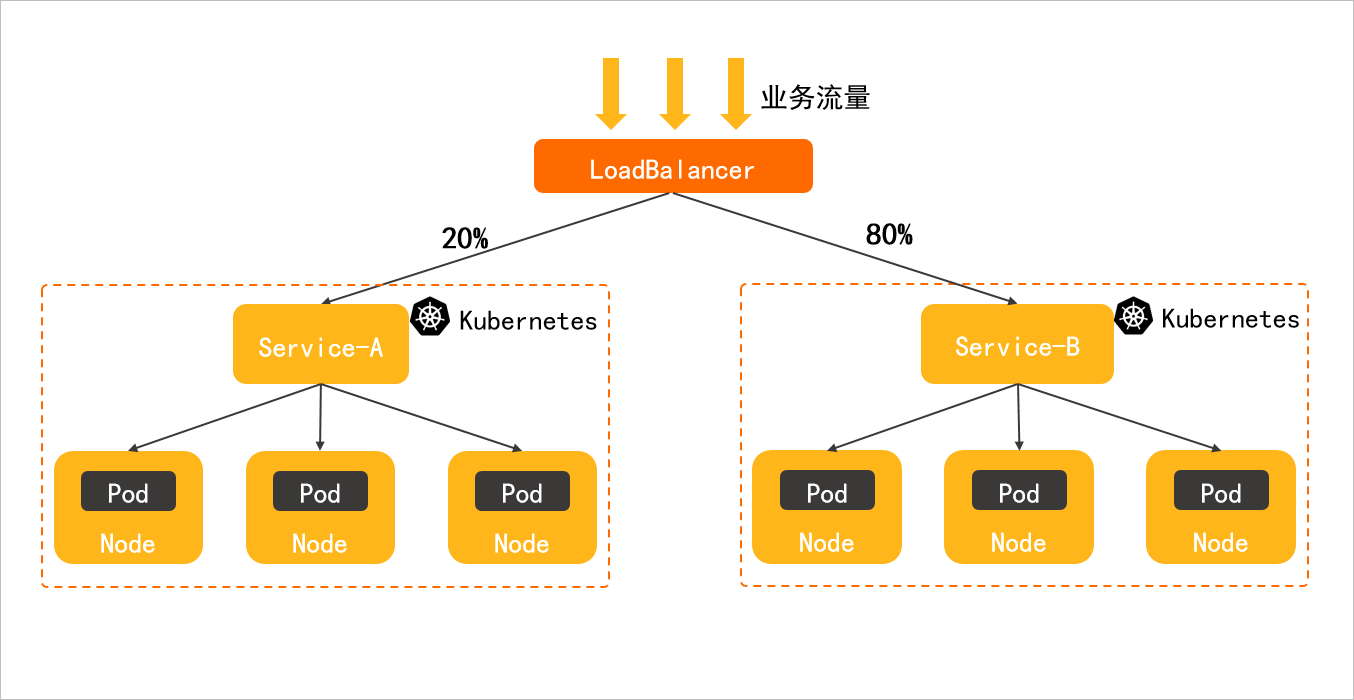 业务流量
LoadBalancer
20%
80%
Service-A
Kubernetes
Service-B
Kubernetes
Pod
Node
Pod
Node
Pod
Node
Pod
Node
Pod
Node
Pod
Node